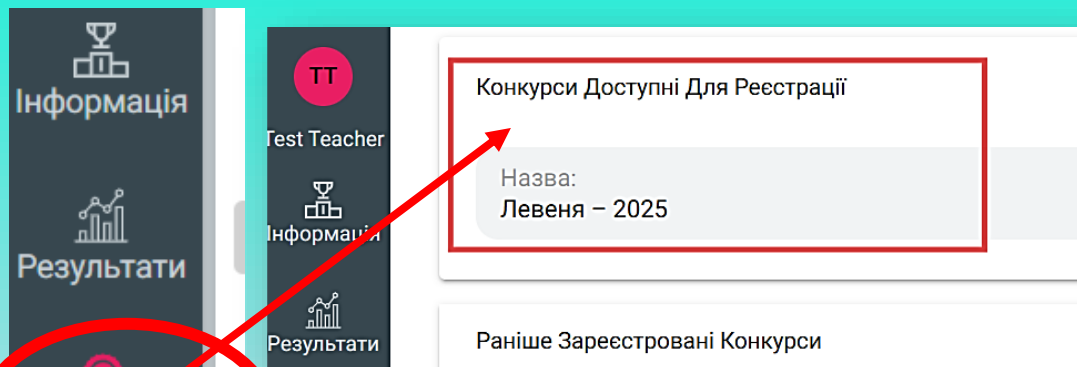 Інформація
Результати
TT
Test Teacher
Інформація
Результати
Конкурси Доступні Для Реєстрації
Назва:
Левеня – 2025
Раніше Зареєстровані Конкурси